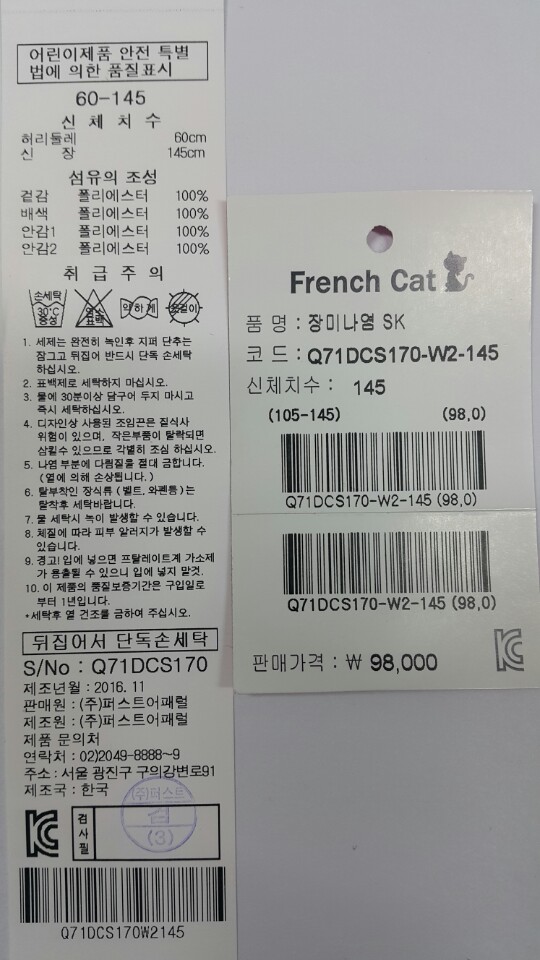 어린이제품 안전 특별
법에 의한 품질표시
60-145
신 체 치 수
허리둘레 60cm
신 장 145cm
섬유의 조성
겉감 폴리에스터 100%
배색 폴리에스터 100%
안감1 폴리에스터 100%
안감2 폴리에스터 100%
취 급 주 의
손세탁 30℃ 중성 염소 표백 약하게 옷걸이
1. 세제는 완전히 녹인후 지퍼 단추는
잠그고 뒤집어 반드시 단독 손세탁
하십시오.
2. 표백제로 세탁하지 마십시오.
3. 물에 30분이상 담구어 두지 마시고
즉시 세탁하십시오.
4. 디자인상 사용된 조임끈은 질식사
위험이 있으며, 작은부품이 탈락되면
삼킬수 있으므로 각별히 조심 하십시오.
5. 나염 부분에 다림질을 절대 금합니다.
(열에 의해 손상됩니다.)
6. 탈부착인 장식류(벨트, 와펜등)는
탈착후 세탁바랍니다.
7. 물 세탁시 녹이 발생할 수 있습니다.
8. 체질에 따라 피부 알러지가 발생할 수
있습니다.
9. 경고! 입에 넣으면 프탈레이트계 가소제
가 용출될 수 있으니 입에 넣지 말것.
10. 이 제품의 품질보증기간은 구입일로
부터 1년입니다.
*세탁후 열 건조를 금하여 주십시오.
뒤집어서 단독손세탁
S/No : Q71DCS170
제조년월 : 2016. 11
판매원 : (주)퍼스트어패럴
제조원 : (주)퍼스트어패럴
제품 문의처
연락처 : 02)2049-8888~9
주소 : 서울 광진구 구의강변로91
제조국 : 한국
검사필
(주)퍼스트
검
(3)
Q71DCS170W2145
French Cat
품 명 : 장미나염 SK
코 드 : Q71DCS170-W2-145
신체치수 : 145
(105-145) (98,0)
Q71DCS170-W2-145 (98,0)
Q71DCS170-W2-145 (98,0)
판매가격 : ₩ 98,000